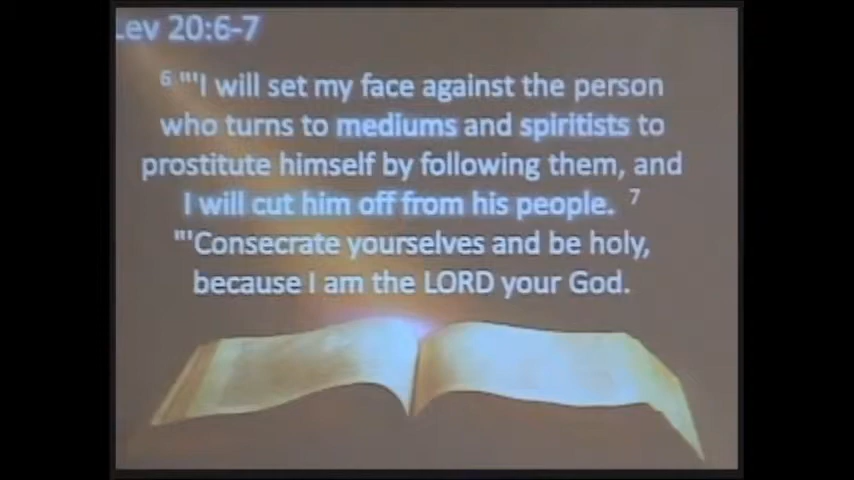 Lev 20:6-7
6 "'I will set my face against the person
who turns to mediums and spiritists to
prostitute himself by following them, and
I will cut him off from his people. 7
"'Consecrate yourselves and be holy,
because I am the LORD your God.